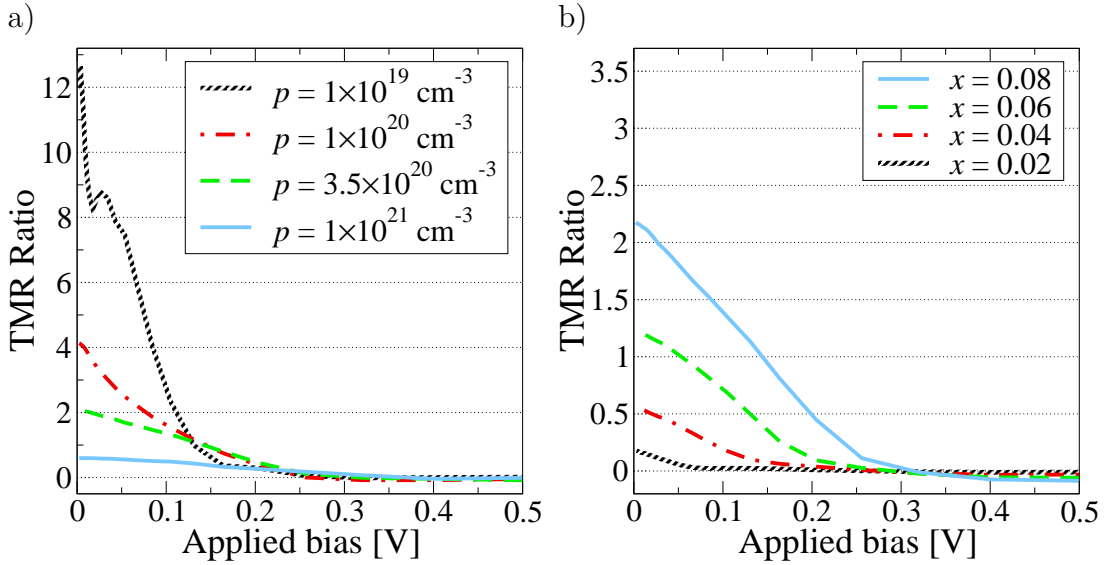 a)
TMR Ratio
12
10
8
6
4
2
0
p = 1×10^19 cm^-3
p = 1×10^20 cm^-3
p = 3.5×10^20 cm^-3
p = 1×10^21 cm^-3
0 0.1 0.2 0.3 0.4 0.5
Applied bias [V]
b)
TMR Ratio
3.5
3
2.5
2
1.5
1
0.5
0
x = 0.08
x = 0.06
x = 0.04
x = 0.02
0 0.1 0.2 0.3 0.4 0.5
Applied bias [V]